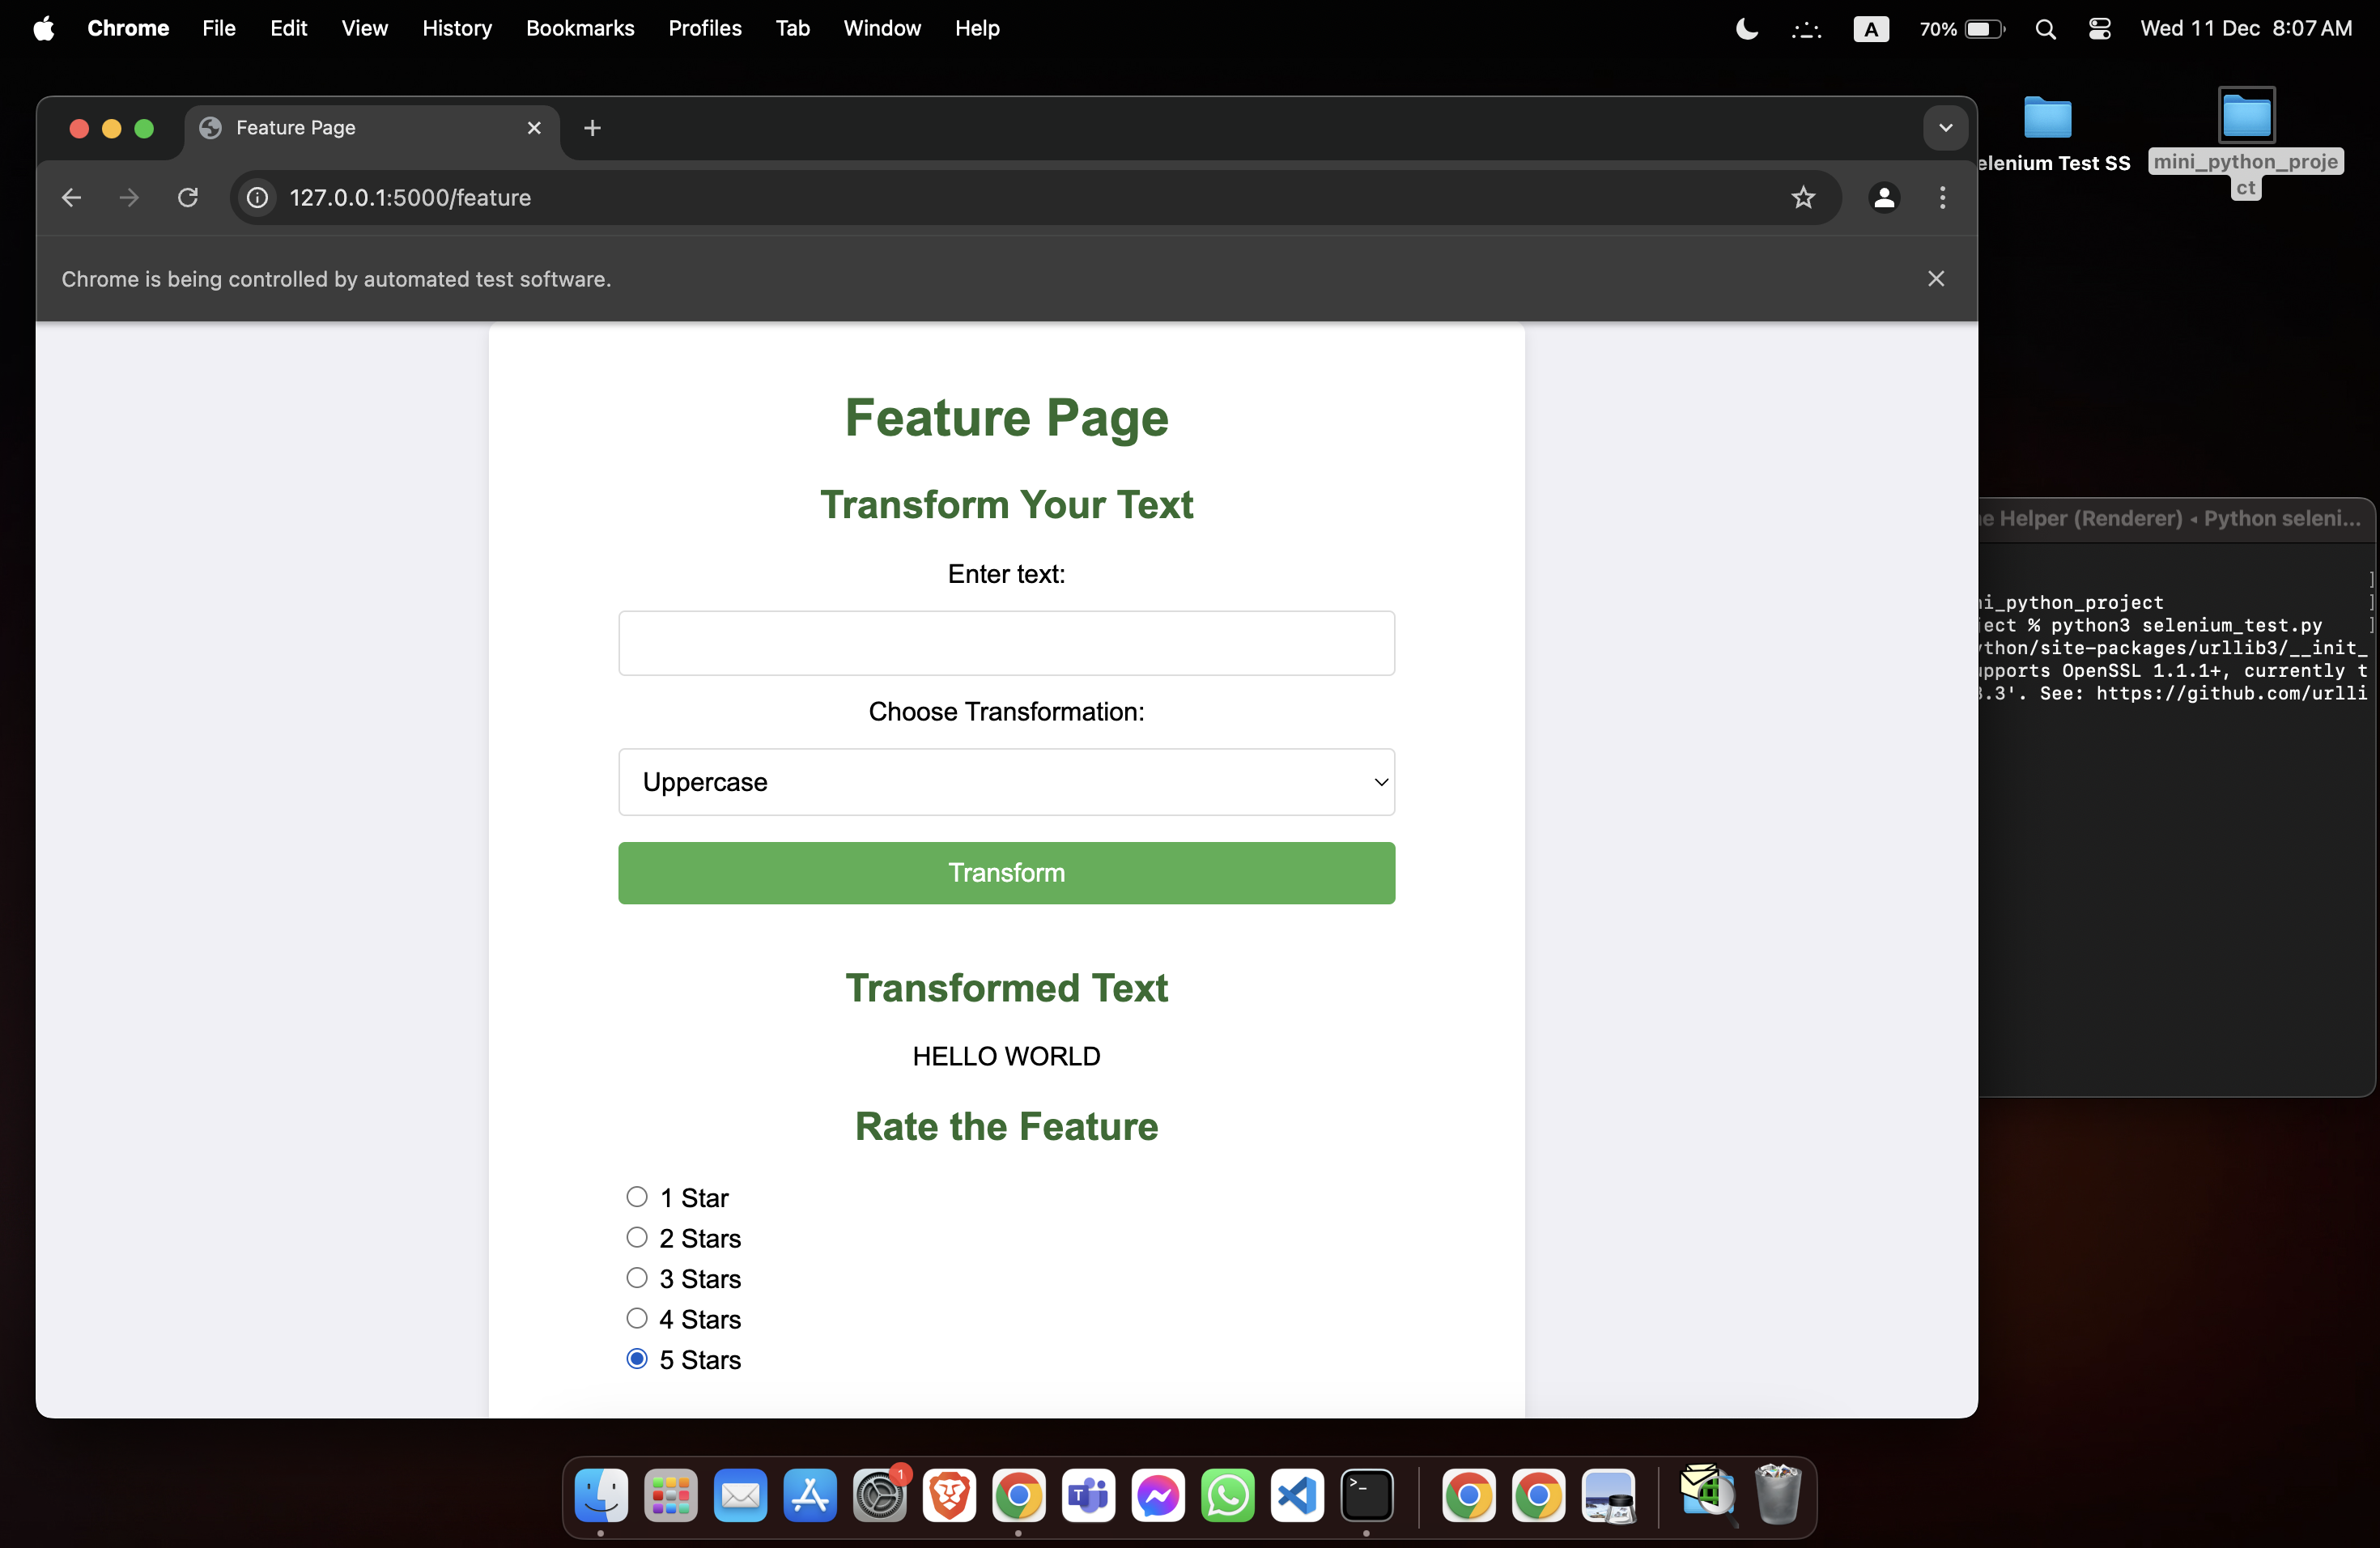 Chrome File Edit View History Bookmarks Profiles Tab Window Help A 70% Wed 11 Dec 8:07 AM
Feature Page
127.0.0.1:5000/feature
Chrome is being controlled by automated test software.
Feature Page
Transform Your Text
Enter text:
Choose Transformation:
Uppercase
Transform
Transformed Text
HELLO WORLD
Rate the Feature
1 Star
2 Stars
3 Stars
4 Stars
5 Stars
elenium Test SS
mini_python_proje
ct
e Helper (Renderer) ◂ Python seleni...
]
i_python_project ]
ect % python3 selenium_test.py ]
ython/site-packages/urllib3/__init_
pports OpenSSL 1.1.1+, currently t
.3'. See: https://github.com/urlli
1